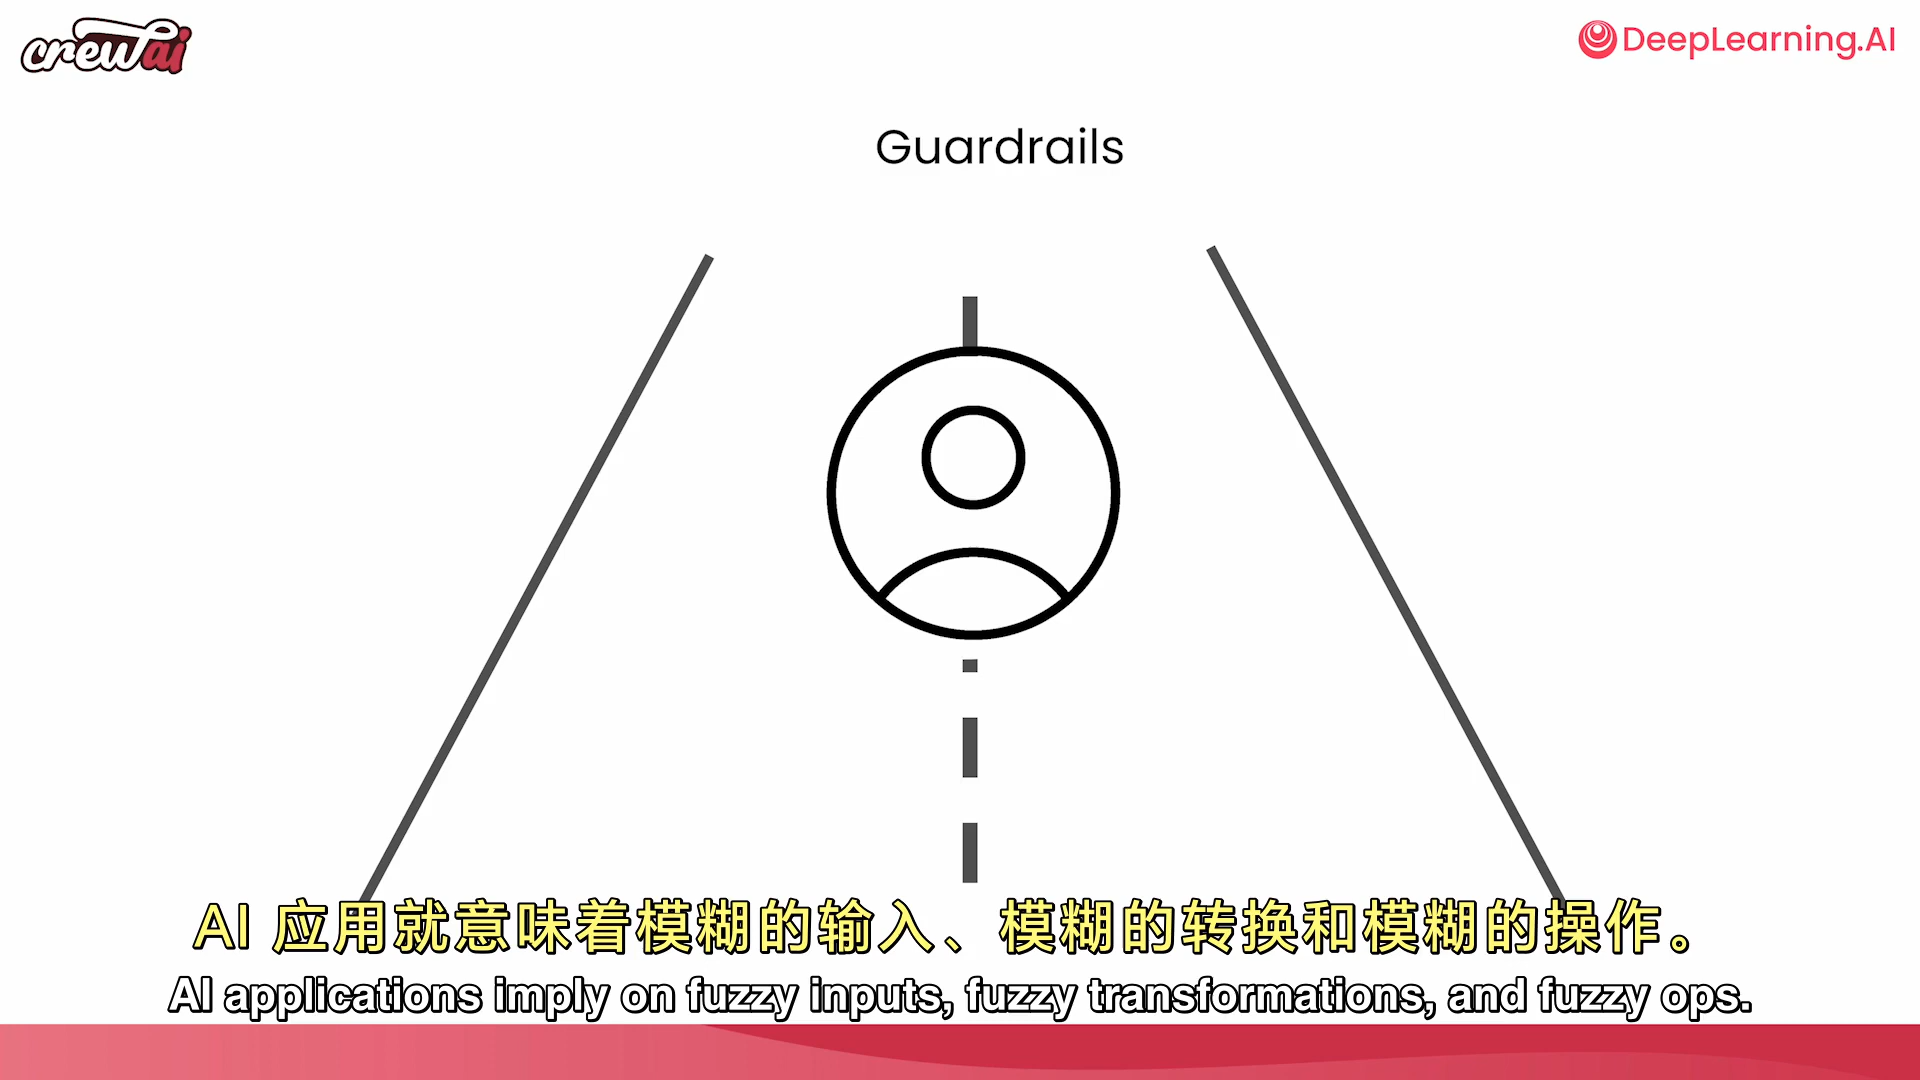 crewai
DeepLearning.AI
Guardrails
AI 应用就意味着模糊的输入、模糊的转换和模糊的操作。
AI applications imply on fuzzy inputs, fuzzy transformations, and fuzzy ops.